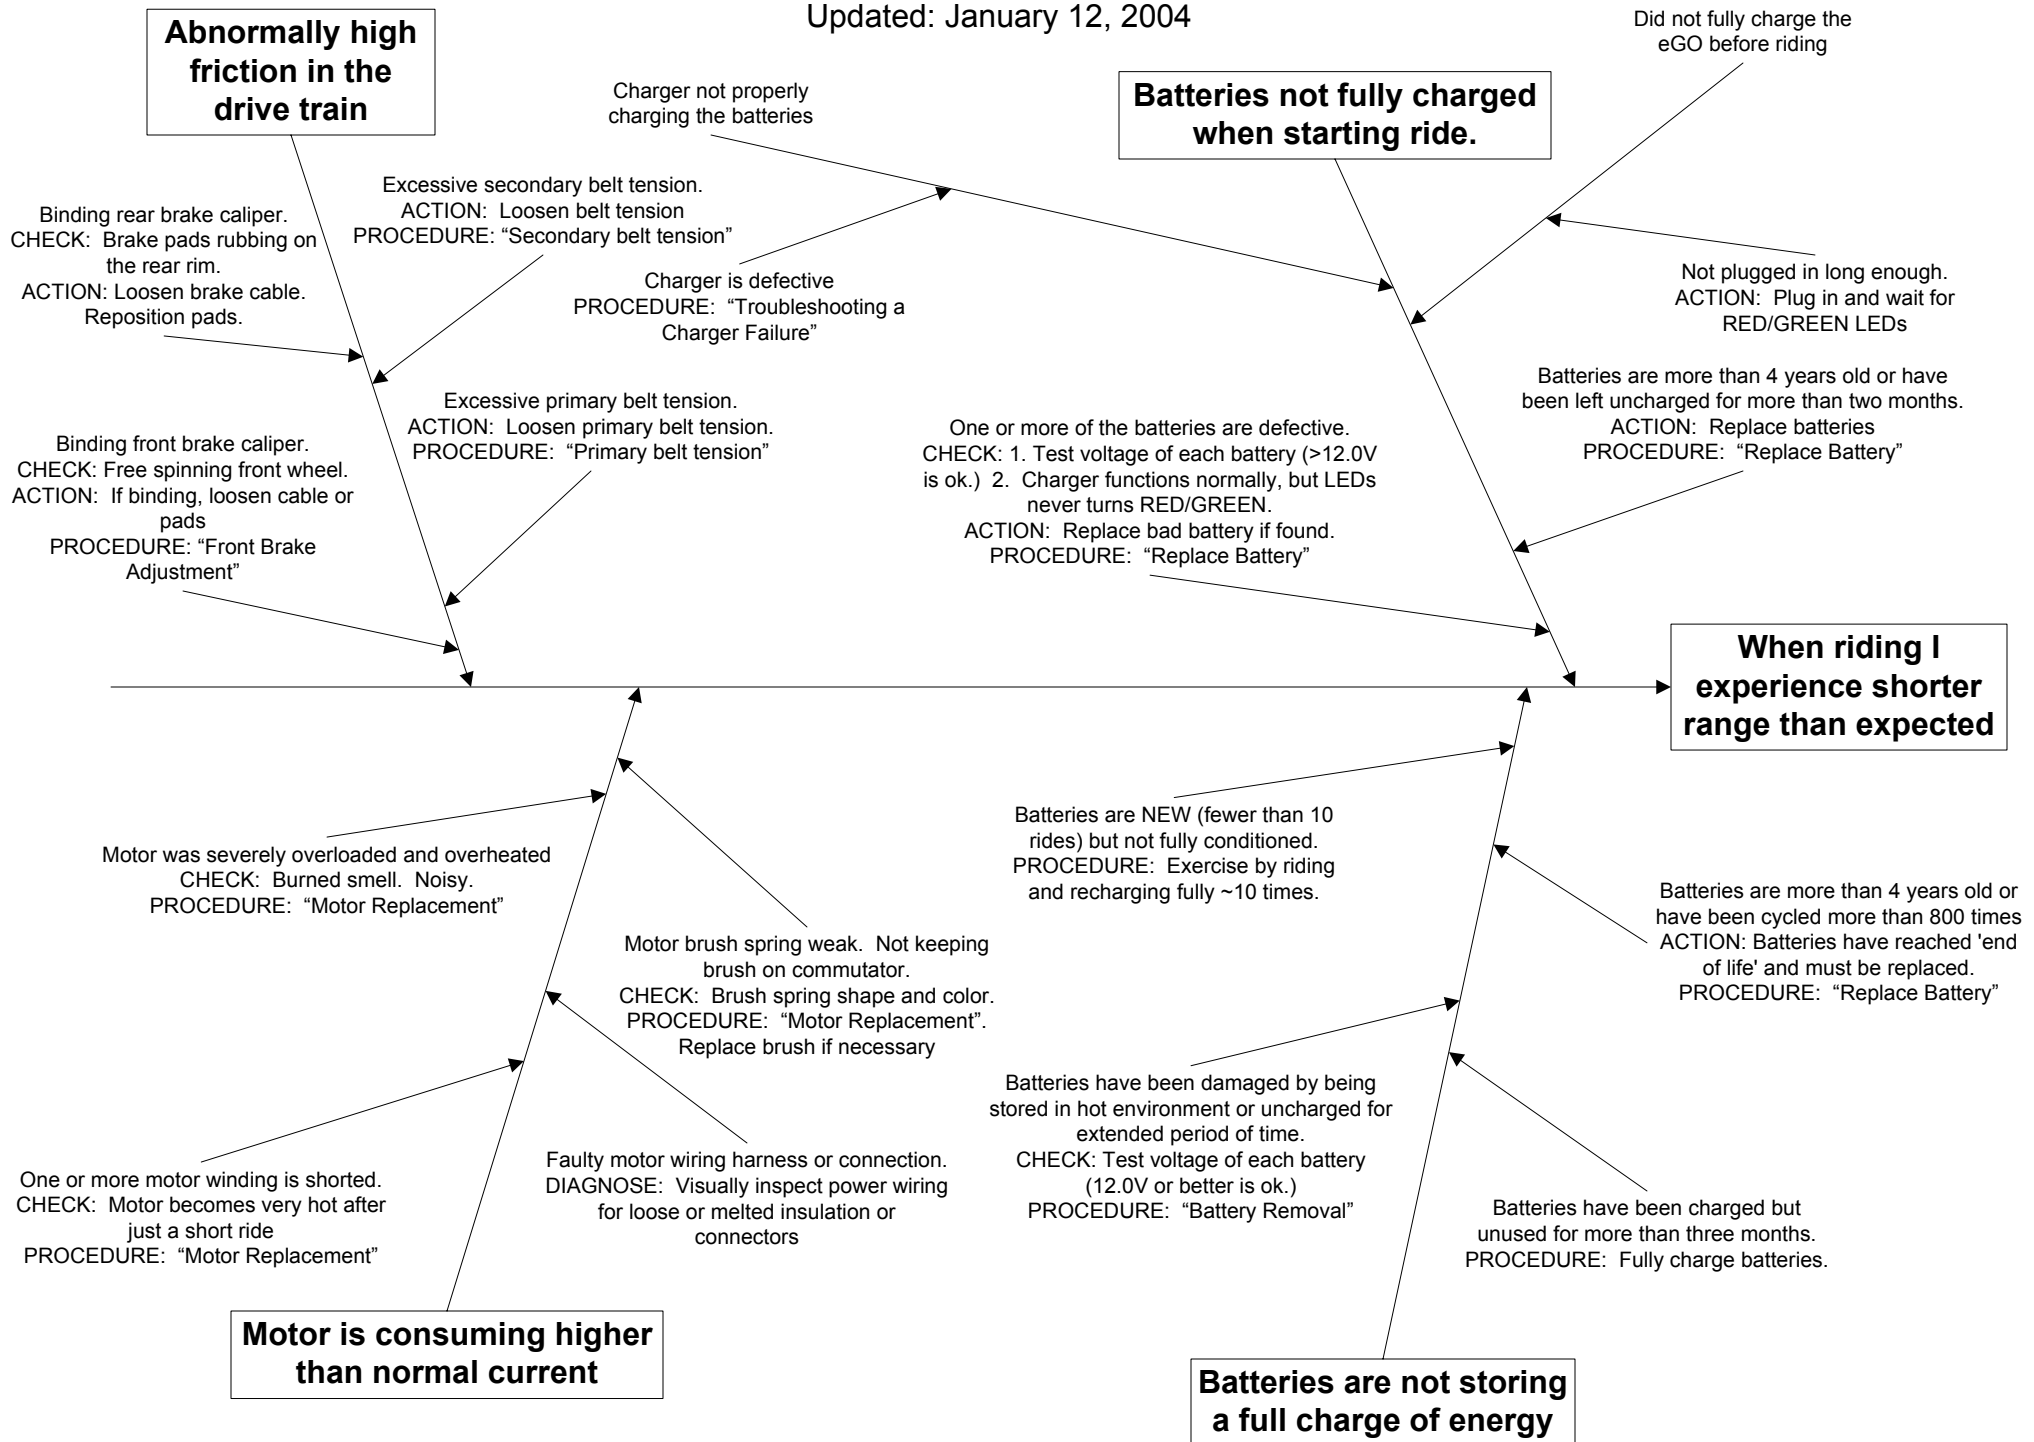 Updated: January 12, 2004
Abnormally high
friction in the
drive train
Charger not properly
charging the batteries
Batteries not fully charged
when starting ride.
Did not fully charge the
eGO before riding
Binding rear brake caliper.
CHECK: Brake pads rubbing on
the rear rim.
ACTION: Loosen brake cable.
Reposition pads.
Excessive secondary belt tension.
ACTION: Loosen belt tension
PROCEDURE: “Secondary belt tension”
Charger is defective
PROCEDURE: “Troubleshooting a
Charger Failure”
Not plugged in long enough.
ACTION: Plug in and wait for
RED/GREEN LEDs
Binding front brake caliper.
CHECK: Free spinning front wheel.
ACTION: If binding, loosen cable or
pads
PROCEDURE: “Front Brake
Adjustment”
Excessive primary belt tension.
ACTION: Loosen primary belt tension.
PROCEDURE: “Primary belt tension”
One or more of the batteries are defective.
CHECK: 1. Test voltage of each battery (>12.0V
is ok.) 2. Charger functions normally, but LEDs
never turns RED/GREEN.
ACTION: Replace bad battery if found.
PROCEDURE: “Replace Battery”
Batteries are more than 4 years old or have
been left uncharged for more than two months.
ACTION: Replace batteries
PROCEDURE: “Replace Battery”
When riding I
experience shorter
range than expected
Motor was severely overloaded and overheated
CHECK: Burned smell. Noisy.
PROCEDURE: “Motor Replacement”
Motor brush spring weak. Not keeping
brush on commutator.
CHECK: Brush spring shape and color.
PROCEDURE: “Motor Replacement”.
Replace brush if necessary
Batteries are NEW (fewer than 10
rides) but not fully conditioned.
PROCEDURE: Exercise by riding
and recharging fully ~10 times.
Batteries are more than 4 years old or
have been cycled more than 800 times
ACTION: Batteries have reached 'end
of life' and must be replaced.
PROCEDURE: “Replace Battery”
One or more motor winding is shorted.
CHECK: Motor becomes very hot after
just a short ride
PROCEDURE: “Motor Replacement”
Faulty motor wiring harness or connection.
DIAGNOSE: Visually inspect power wiring
for loose or melted insulation or
connectors
Batteries have been damaged by being
stored in hot environment or uncharged for
extended period of time.
CHECK: Test voltage of each battery
(12.0V or better is ok.)
PROCEDURE: “Battery Removal”
Batteries have been charged but
unused for more than three months.
PROCEDURE: Fully charge batteries.
Motor is consuming higher
than normal current
Batteries are not storing
a full charge of energy